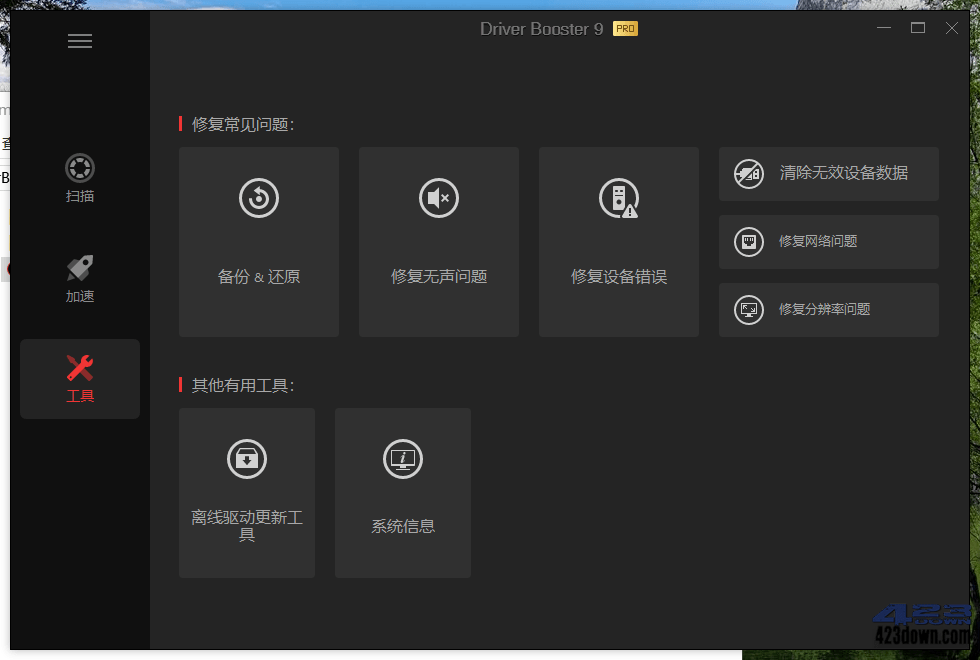 Driver Booster 9 PRO
修复常见问题：
备份 & 还原
修复无声问题
修复设备错误
清除无效设备数据
修复网络问题
修复分辨率问题
扫描
加速
工具
其他有用工具：
离线驱动更新工
具
系统信息
423
DOWN
423down.com